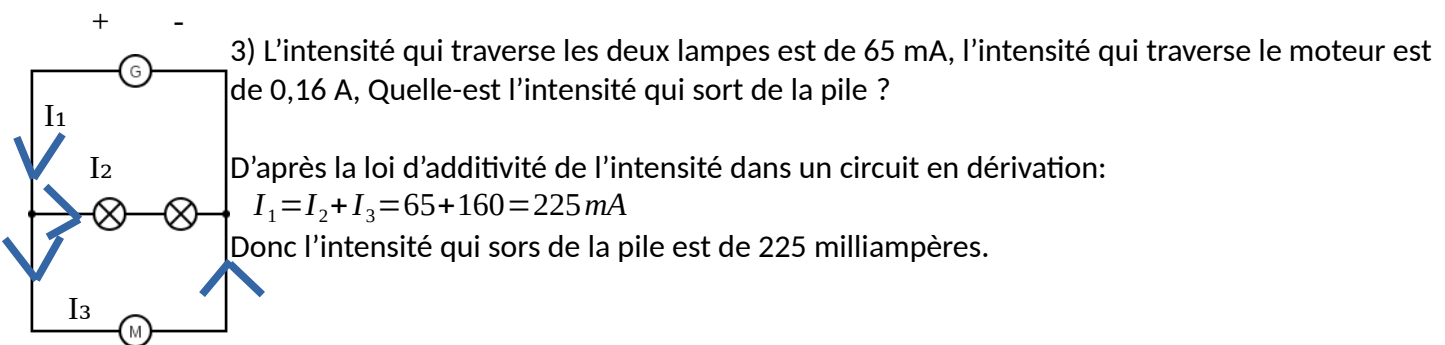 + -
3) L’intensité qui traverse les deux lampes est de 65 mA, l’intensité qui traverse le moteur est
G
de 0,16 A, Quelle-est l’intensité qui sort de la pile ?
I1
I2
D’après la loi d’additivité de l’intensité dans un circuit en dérivation:
I₁=I₂+I₃=65+160=225 mA
Donc l’intensité qui sors de la pile est de 225 milliampères.
I3
M